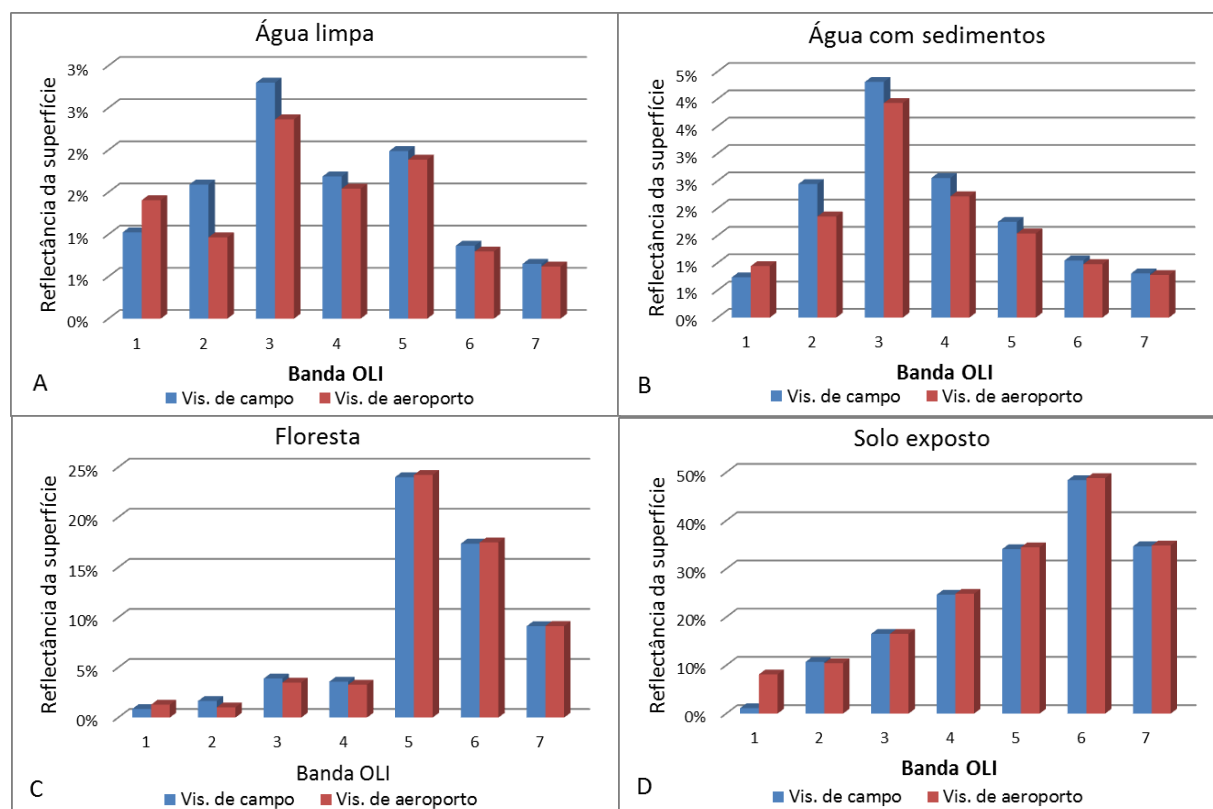 Água limpa
Reflectância da superfície
3%
3%
2%
2%
1%
1%
0%
1 2 3 4 5 6 7
Banda OLI
A
Vis. de campo Vis. de aeroporto
Água com sedimentos
Reflectância da superfície
5%
4%
4%
3%
3%
2%
2%
1%
1%
0%
1 2 3 4 5 6 7
Banda OLI
B
Vis. de campo Vis. de aeroporto
Floresta
Reflectância da superfície
25%
20%
15%
10%
5%
0%
1 2 3 4 5 6 7
Banda OLI
C
Vis. de campo Vis. de aeroporto
Solo exposto
Reflectância da superfície
50%
40%
30%
20%
10%
0%
1 2 3 4 5 6 7
Banda OLI
D
Vis. de campo Vis. de aeroporto